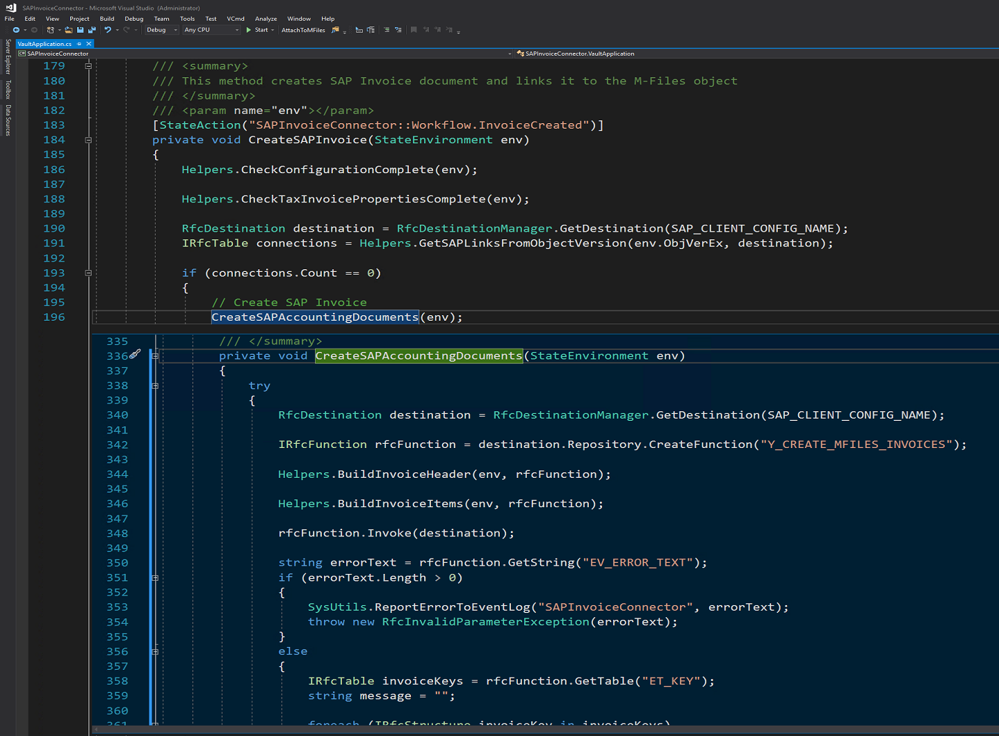 SAPInvoiceConnector - Microsoft Visual Studio (Administrator)
File Edit View Project Build Debug Team Tools Test VCmd Analyze Window Help
Debug Any CPU Start AttachToMFiles
Server Explorer
Toolbox
Data Sources
VaultApplication.cs
SAPInvoiceConnector SAPInvoiceConnector.VaultApplication
179 /// <summary>
180 /// This method creates SAP Invoice document and links it to the M-Files object
181 /// </summary>
182 /// <param name="env"></param>
183 [StateAction("SAPInvoiceConnector::Workflow.InvoiceCreated")]
184 private void CreateSAPInvoice(StateEnvironment env)
185 {
186 Helpers.CheckConfigurationComplete(env);
187
188 Helpers.CheckTaxInvoicePropertiesComplete(env);
189
190 RfcDestination destination = RfcDestinationManager.GetDestination(SAP_CLIENT_CONFIG_NAME);
191 IRfcTable connections = Helpers.GetSAPLinksFromObjectVersion(env.ObjVerEx, destination);
192
193 if (connections.Count == 0)
194 {
195 // Create SAP Invoice
196 CreateSAPAccountingDocuments(env);
335 /// </summary>
336 private void CreateSAPAccountingDocuments(StateEnvironment env)
337 {
338 try
339 {
340 RfcDestination destination = RfcDestinationManager.GetDestination(SAP_CLIENT_CONFIG_NAME);
341
342 IRfcFunction rfcFunction = destination.Repository.CreateFunction("Y_CREATE_MFILES_INVOICES");
343
344 Helpers.BuildInvoiceHeader(env, rfcFunction);
345
346 Helpers.BuildInvoiceItems(env, rfcFunction);
347
348 rfcFunction.Invoke(destination);
349
350 string errorText = rfcFunction.GetString("EV_ERROR_TEXT");
351 if (errorText.Length > 0)
352 {
353 SysUtils.ReportErrorToEventLog("SAPInvoiceConnector", errorText);
354 throw new RfcInvalidParameterException(errorText);
355 }
356 else
357 {
358 IRfcTable invoiceKeys = rfcFunction.GetTable("ET_KEY");
359 string message = "";
360
361 foreach (IRfcStructure invoiceKey in invoiceKeys)